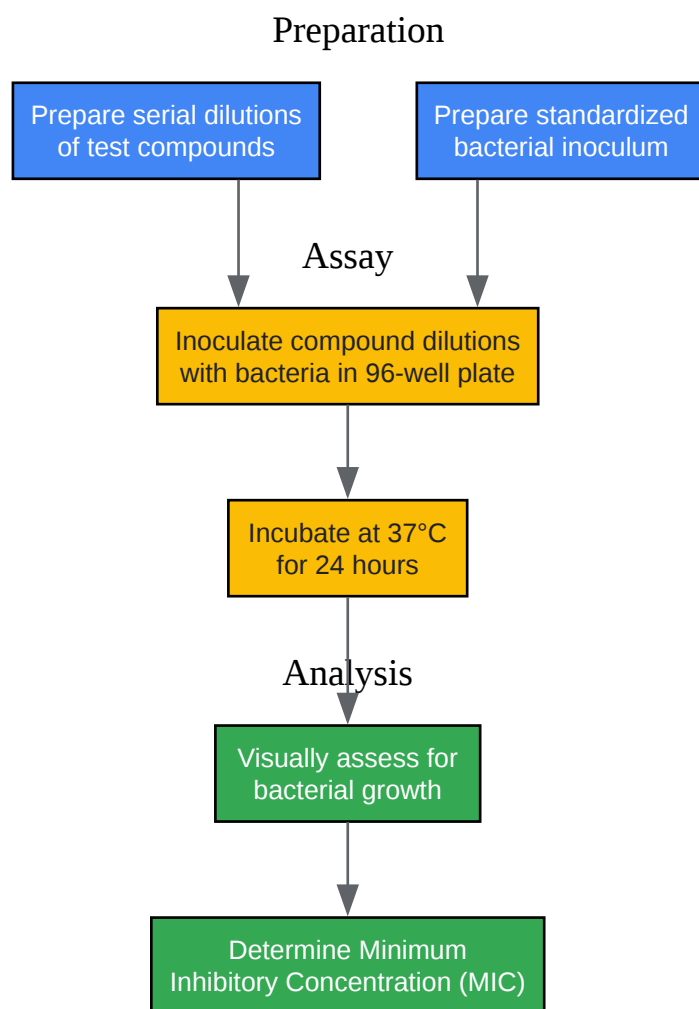 Preparation
Prepare serial dilutions
of test compounds
Prepare standardized
bacterial inoculum
Assay
Inoculate compound dilutions
with bacteria in 96-well plate
Incubate at 37°C
for 24 hours
Analysis
Visually assess for
bacterial growth
Determine Minimum
Inhibitory Concentration (MIC)